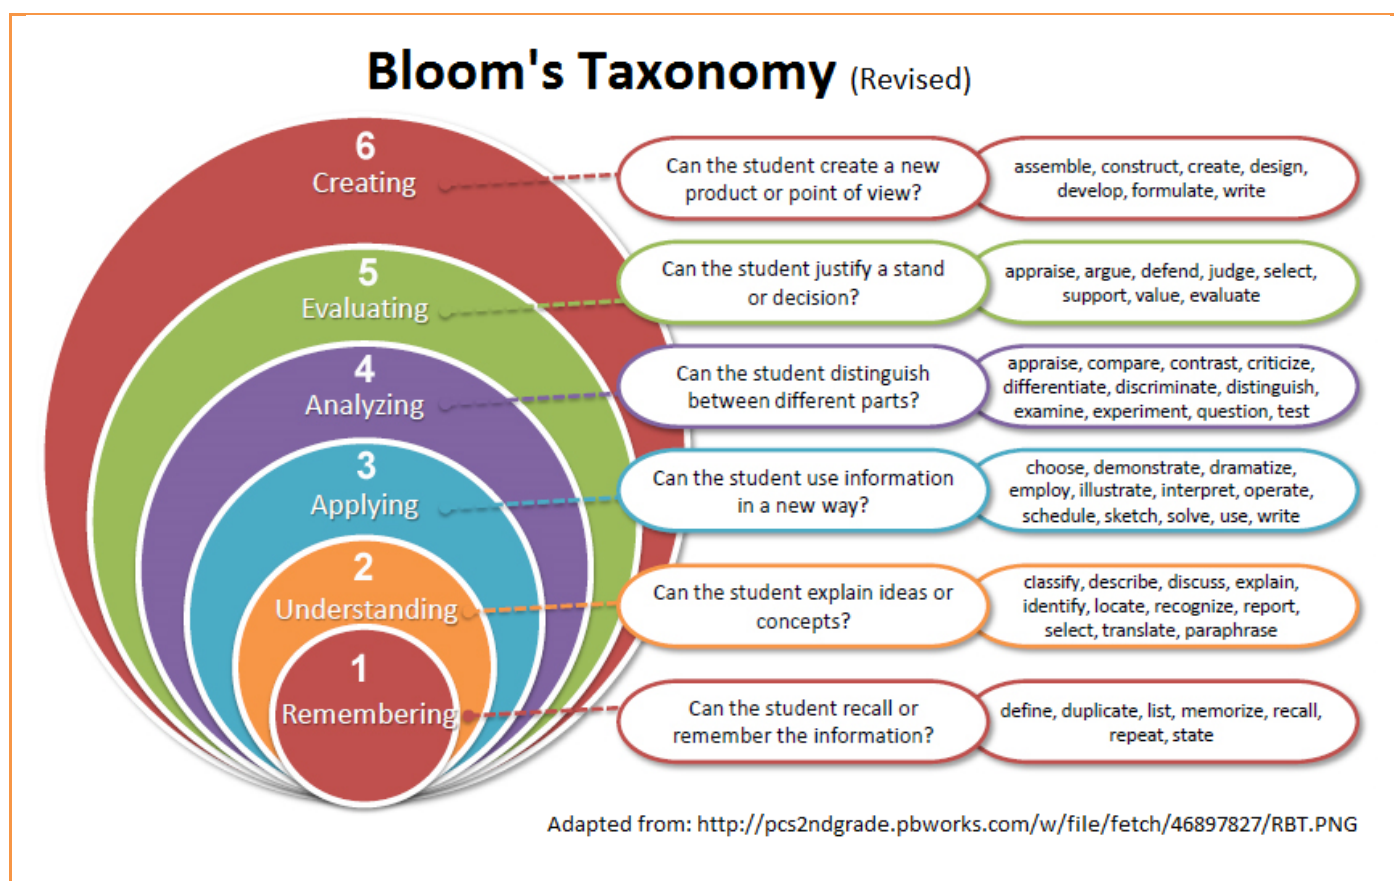 Bloom's Taxonomy (Revised)
6
Creating
Can the student create a new
product or point of view?
assemble, construct, create, design,
develop, formulate, write
5
Evaluating
Can the student justify a stand
or decision?
appraise, argue, defend, judge, select,
support, value, evaluate
4
Analyzing
Can the student distinguish
between different parts?
appraise, compare, contrast, criticize,
differentiate, discriminate, distinguish,
examine, experiment, question, test
3
Applying
Can the student use information
in a new way?
choose, demonstrate, dramatize,
employ, illustrate, interpret, operate,
schedule, sketch, solve, use, write
2
Understanding
Can the student explain ideas or
concepts?
classify, describe, discuss, explain,
identify, locate, recognize, report,
select, translate, paraphrase
1
Remembering
Can the student recall or
remember the information?
define, duplicate, list, memorize, recall,
repeat, state
Adapted from: http://pcs2ndgrade.pbworks.com/w/file/fetch/46897827/RBT.PNG